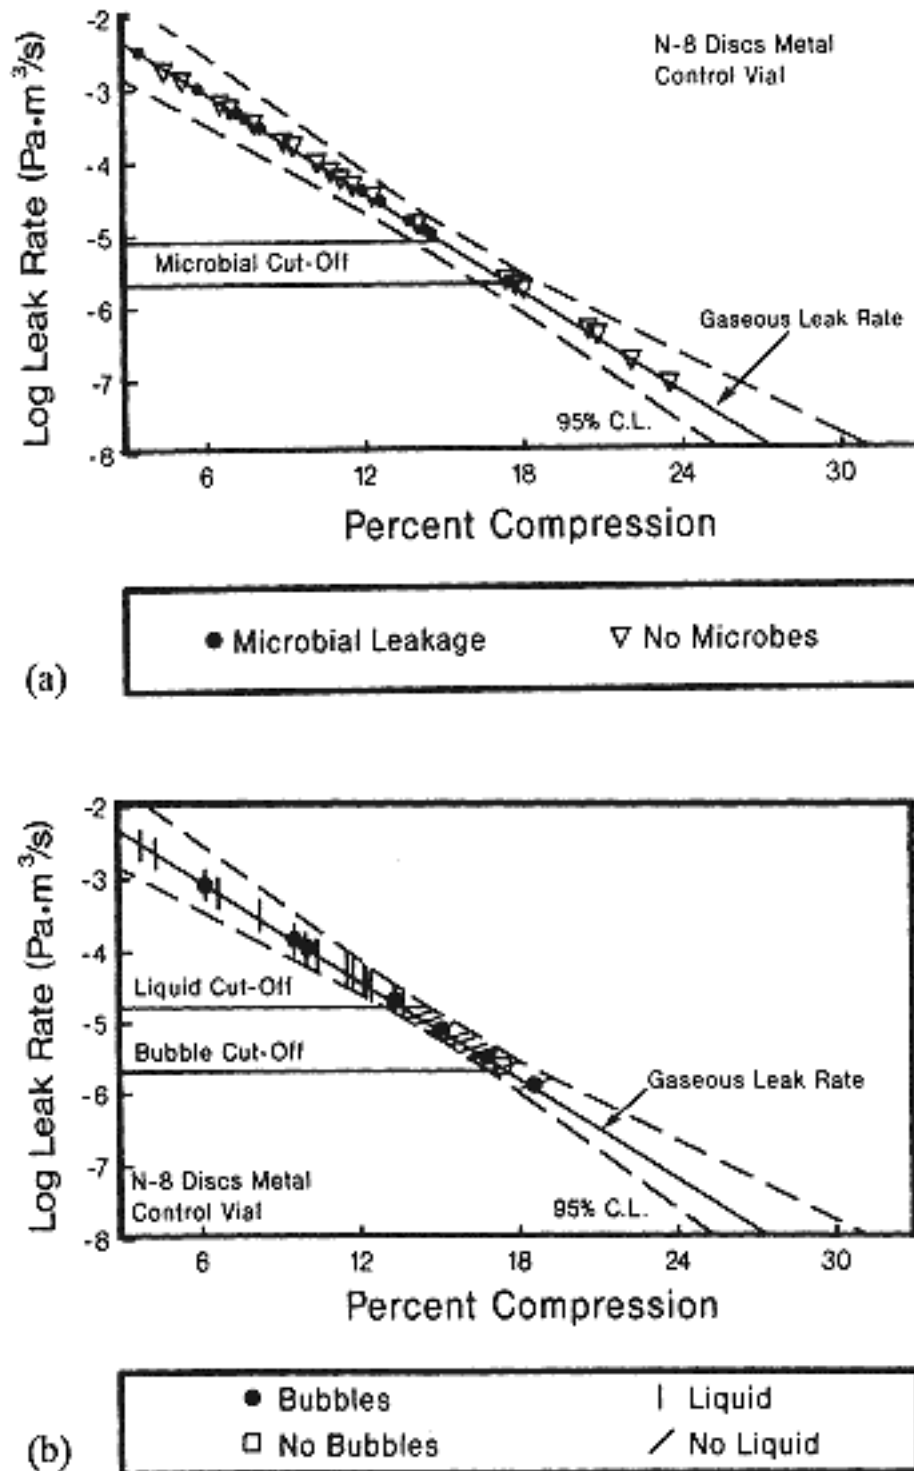 -2
N-8 Discs Metal
Control Vial
-3
-4
-5
Microbial Cut-Off
-6
Gaseous Leak Rate
-7
95% C.L.
-8
6 12 18 24 30
Log Leak Rate (Pa•m³/s)
Percent Compression
● Microbial Leakage ▽ No Microbes
(a)
-2
-3
-4
Liquid Cut-Off
-5
Bubble Cut-Off
Gaseous Leak Rate
-6
-7
N-8 Discs Metal
Control Vial
95% C.L.
-8
6 12 18 24 30
Log Leak Rate (Pa•m³/s)
Percent Compression
● Bubbles | Liquid
□ No Bubbles / No Liquid
(b)